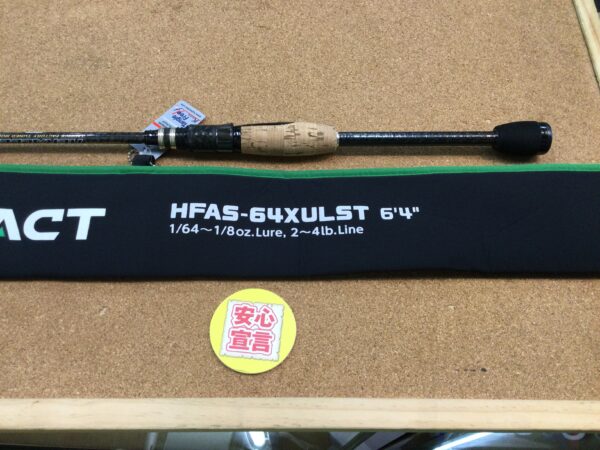 ACT
HFAS-64XULST 6'4"
1/64～1/8oz.Lure, 2～4lb.Line
安心
宣言